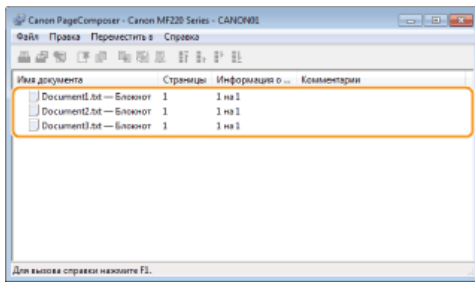 Canon PageComposer - Canon MF220 Series - CANON01
Файл Правка Переместить в Справка
Имя документа Страницы Информация о ... Комментарии
Document1.txt — Блокнот 1 1 на 1
Document2.txt — Блокнот 1 1 на 1
Document3.txt — Блокнот 1 1 на 1
Для вызова справки нажмите F1.